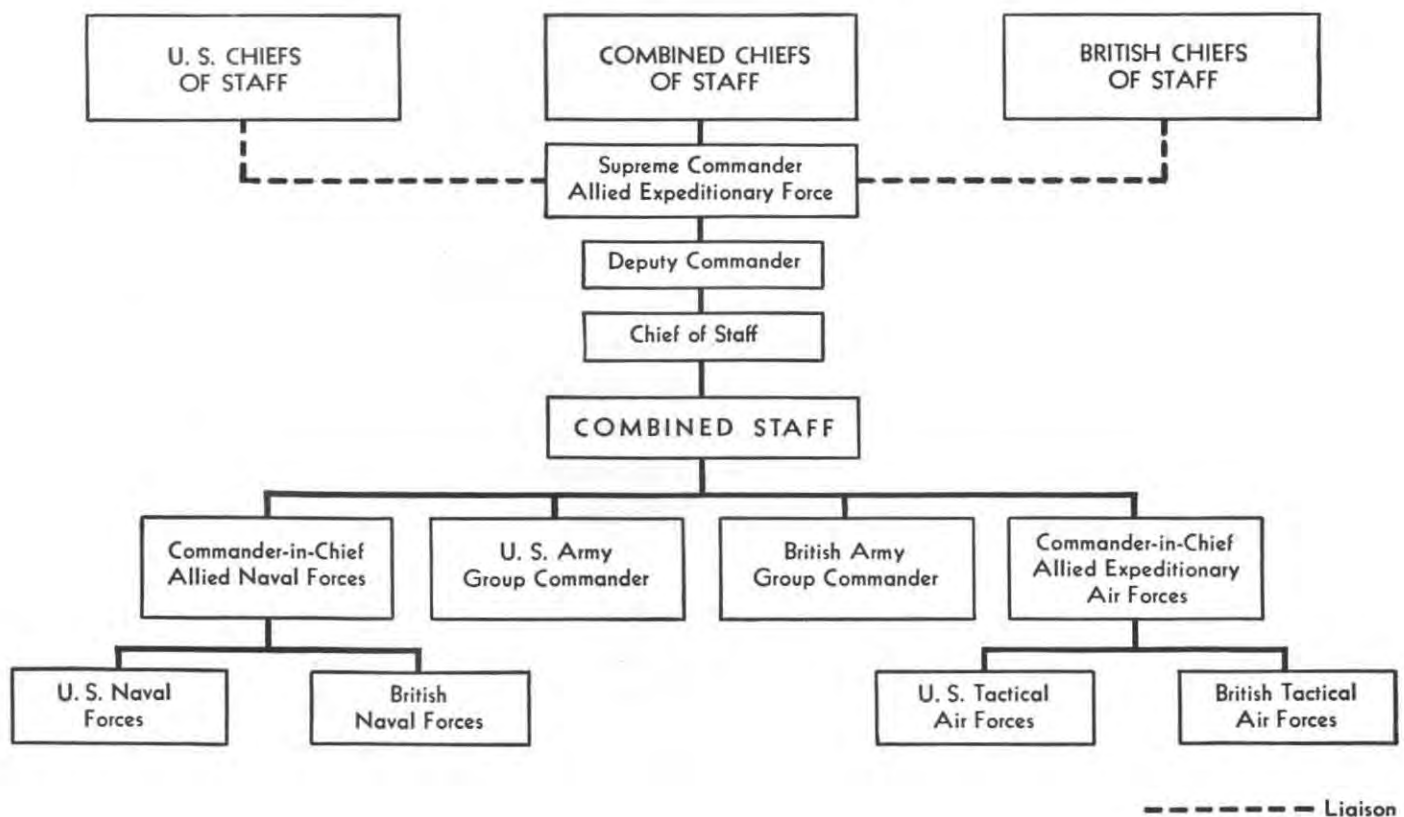 U. S. CHIEFS
OF STAFF
COMBINED CHIEFS
OF STAFF
BRITISH CHIEFS
OF STAFF
Supreme Commander
Allied Expeditionary Force
Deputy Commander
Chief of Staff
COMBINED STAFF
Commander-in-Chief
Allied Naval Forces
U. S. Army
Group Commander
British Army
Group Commander
Commander-in-Chief
Allied Expeditionary
Air Forces
U. S. Naval
Forces
British
Naval Forces
U. S. Tactical
Air Forces
British Tactical
Air Forces
Liaison